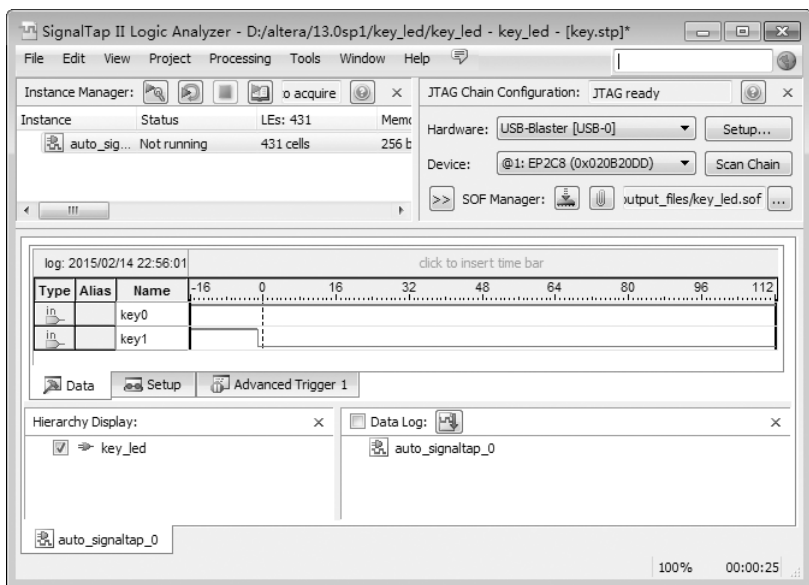 SignalTap II Logic Analyzer - D:/altera/13.0sp1/key_led/key_led - key_led - [key.stp]*
File Edit View Project Processing Tools Window Help
Instance Manager: o acquire
Instance Status LEs: 431 Memo
auto_sig... Not running 431 cells 256 b
JTAG Chain Configuration: JTAG ready
Hardware: USB-Blaster [USB-0] Setup...
Device: @1: EP2C8 (0x020B20DD) Scan Chain
>> SOF Manager: output_files/key_led.sof ...
log: 2015/02/14 22:56:01 click to insert time bar
Type Alias Name -16 0 16 32 48 64 80 96 112
in key0
in key1
Data Setup Advanced Trigger 1
Hierarchy Display:
key_led
Data Log:
auto_signaltap_0
auto_signaltap_0
100% 00:00:25